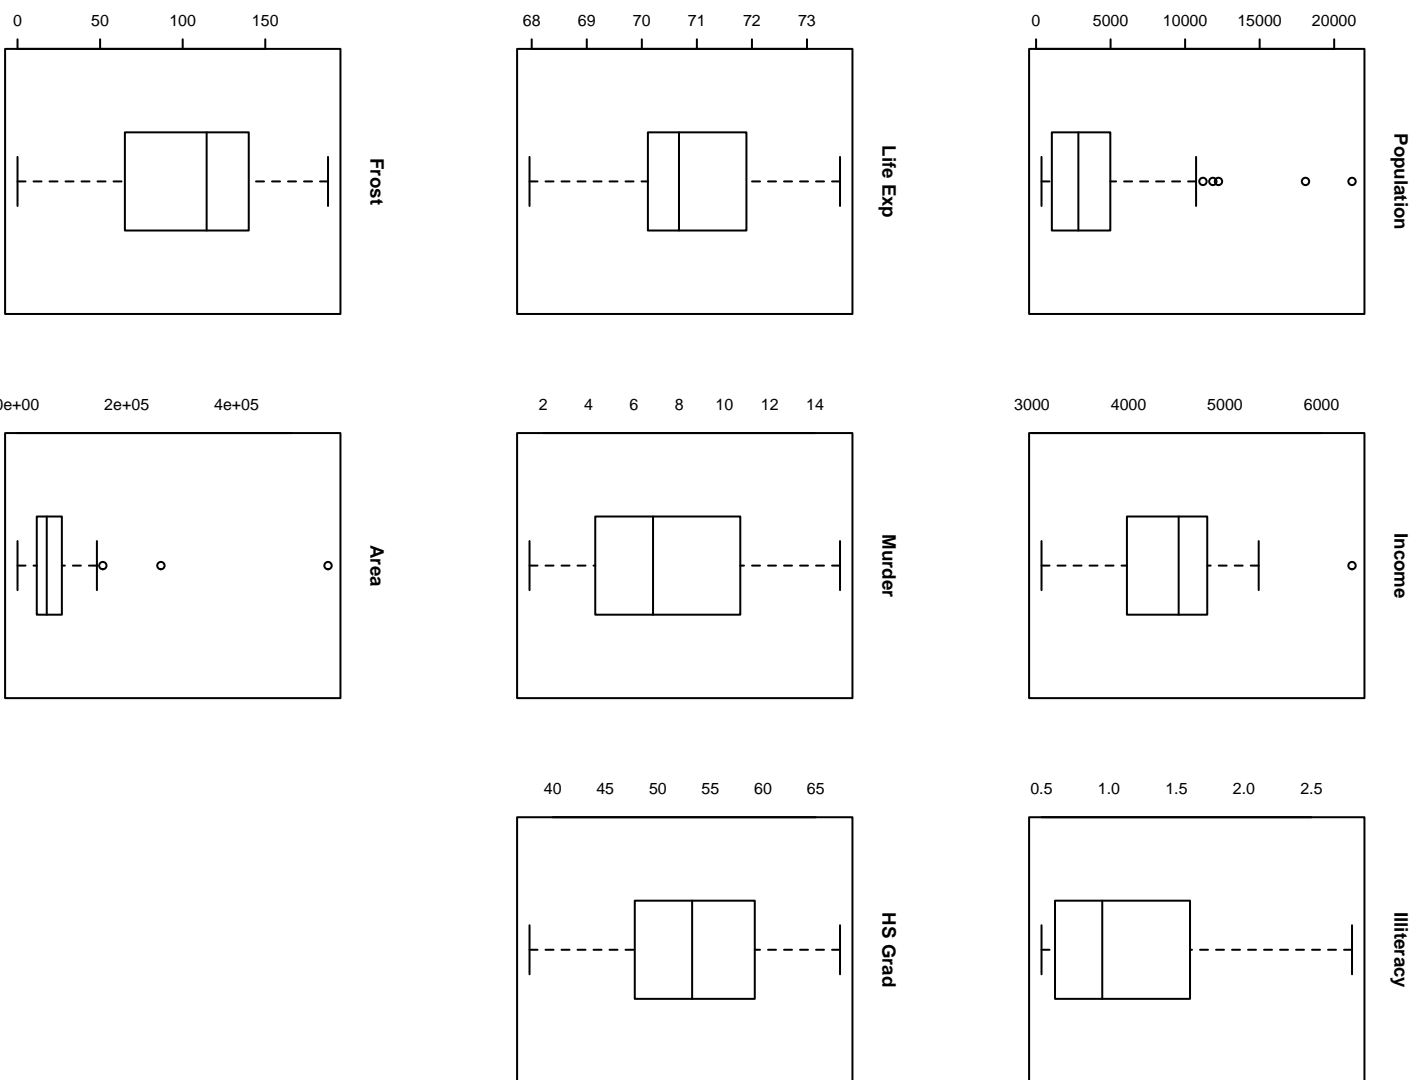 0 50 100 150
Frost
68 69 70 71 72 73
Life Exp
0 5000 10000 15000 20000
Population
0e+00 2e+05 4e+05
Area
2 4 6 8 10 12 14
Murder
3000 4000 5000 6000
Income
40 45 50 55 60 65
HS Grad
0.5 1.0 1.5 2.0 2.5
Illiteracy